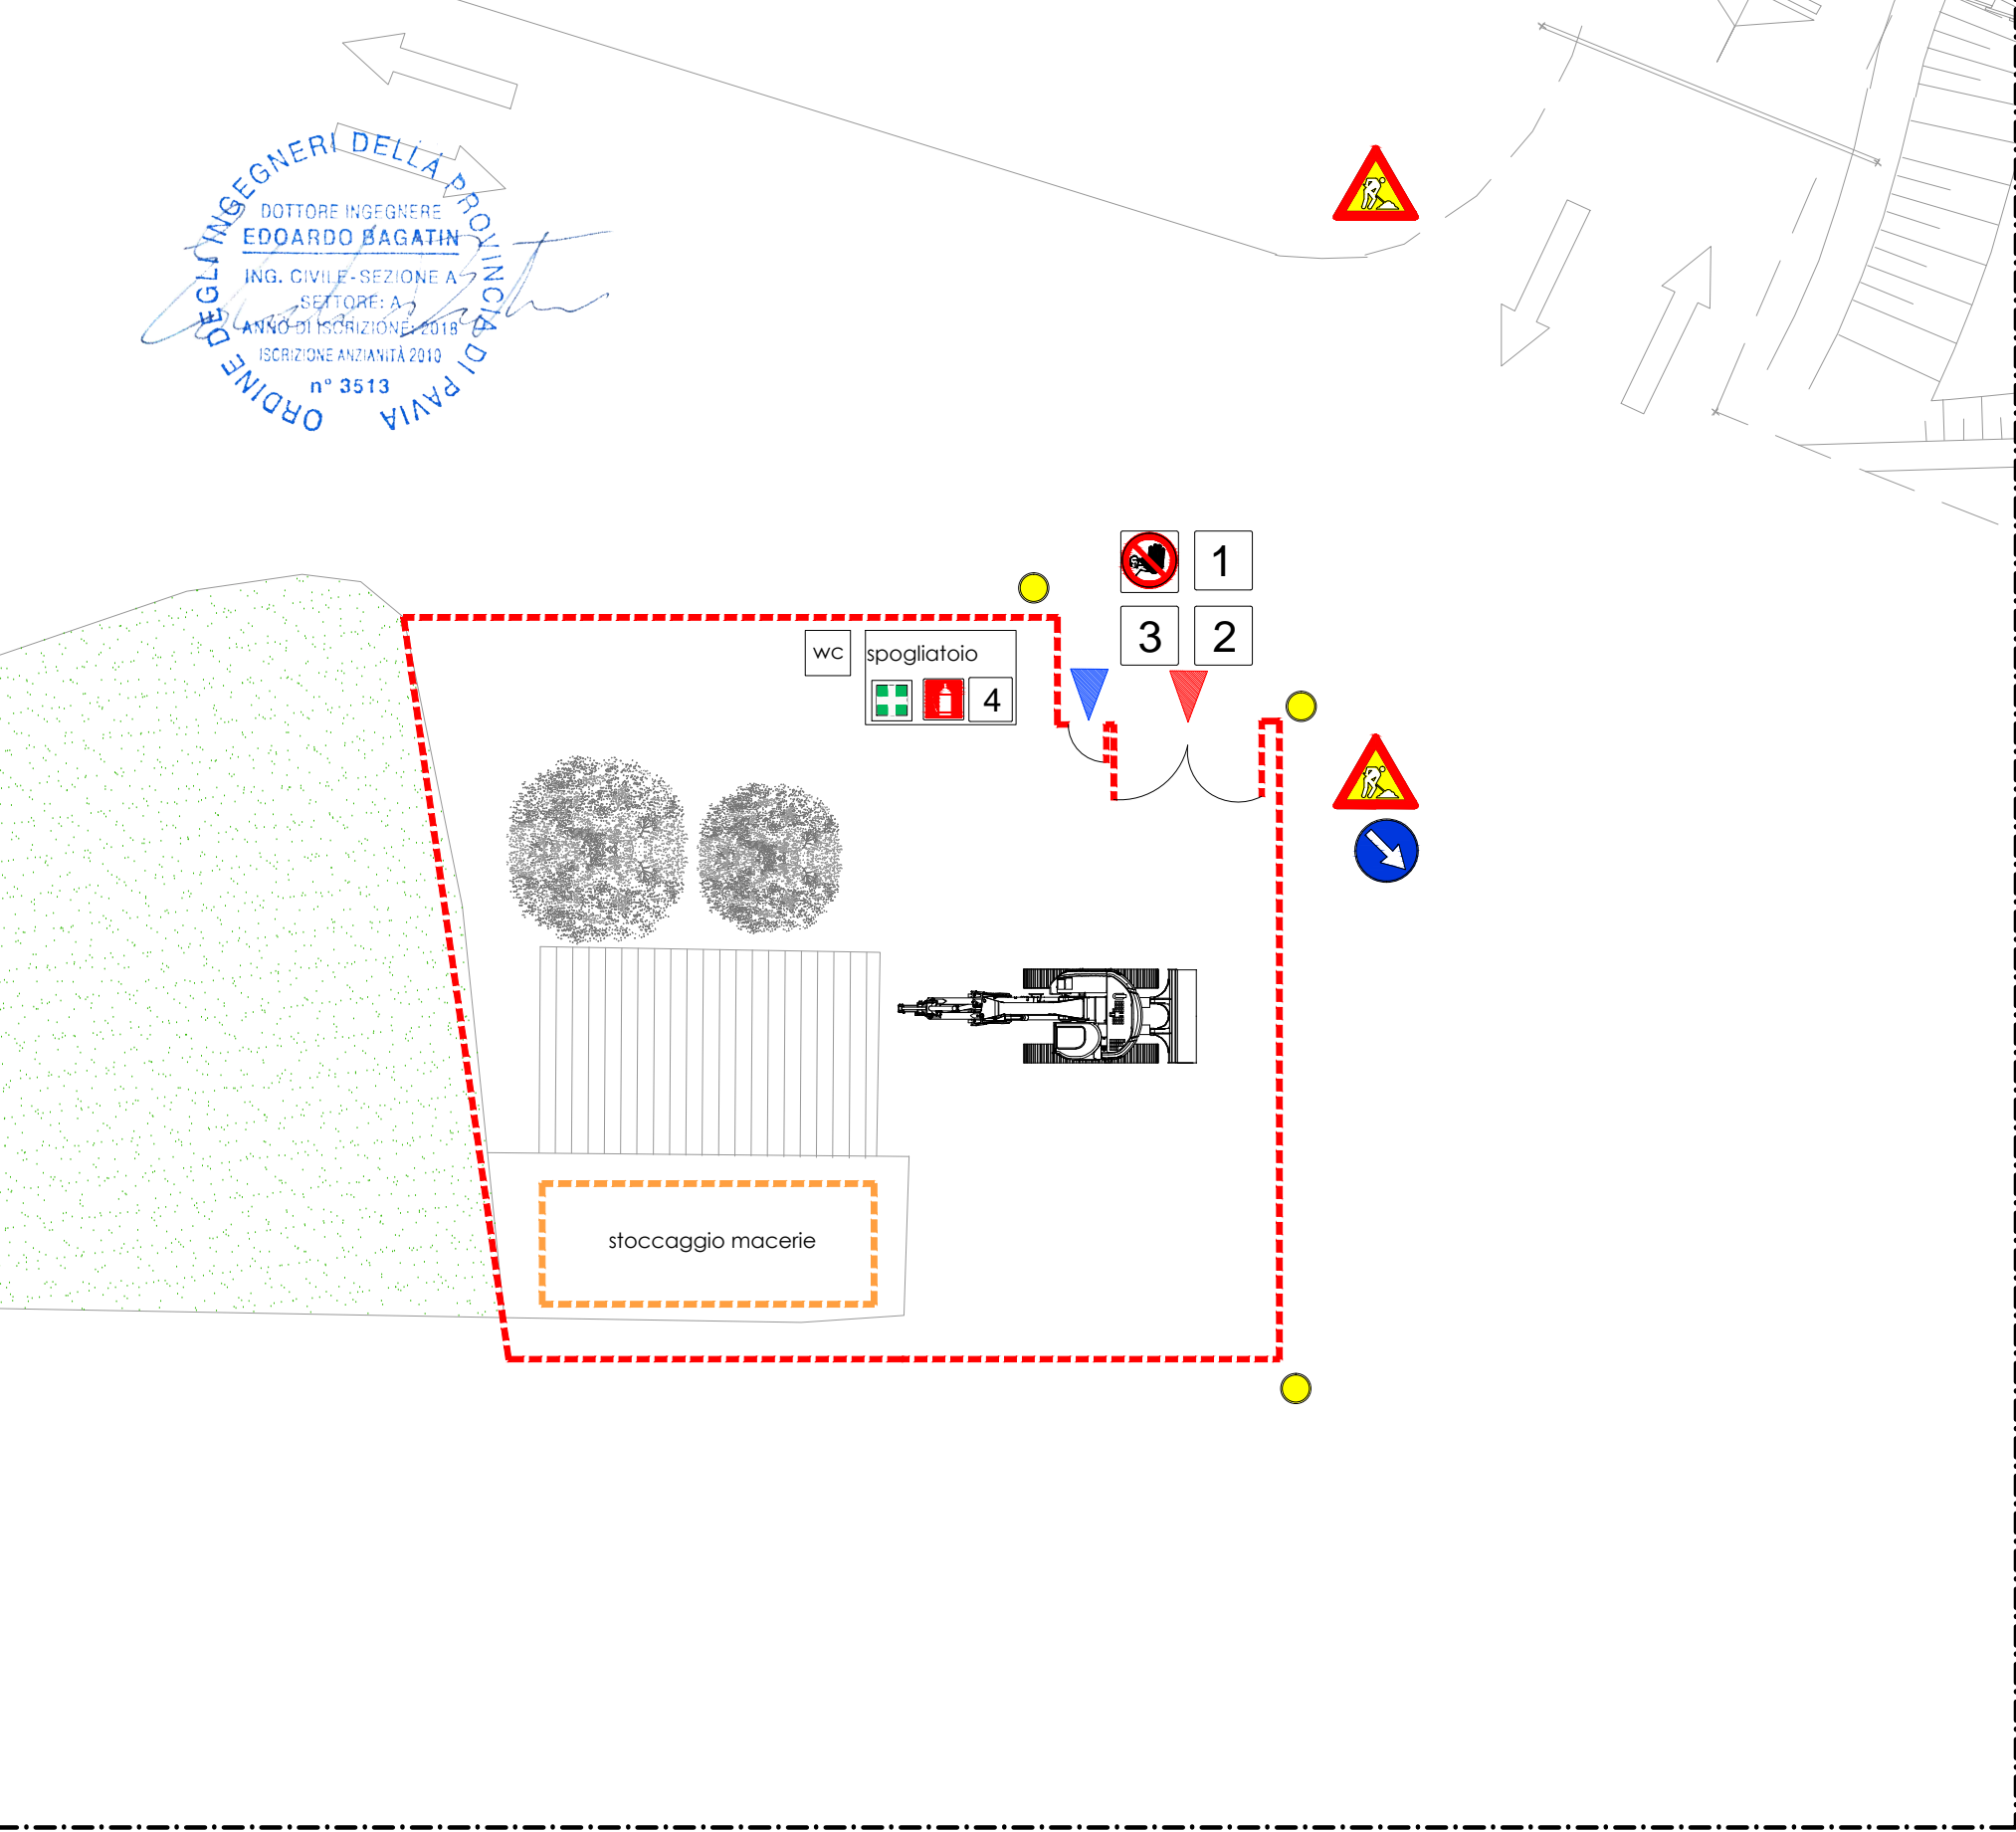 ORDINE DEGLI INGEGNERI DELLA PROVINCIA DI PAVIA
DOTTORE INGEGNERE
EDOARDO BAGATIN
ING. CIVILE-SEZIONE A
SETTORE: A
ANNO DI ISCRIZIONE: 2018
ISCRIZIONE ANZIANITÀ 2010
n° 3513
1
3 2
wc spogliatoio
4
stoccaggio macerie